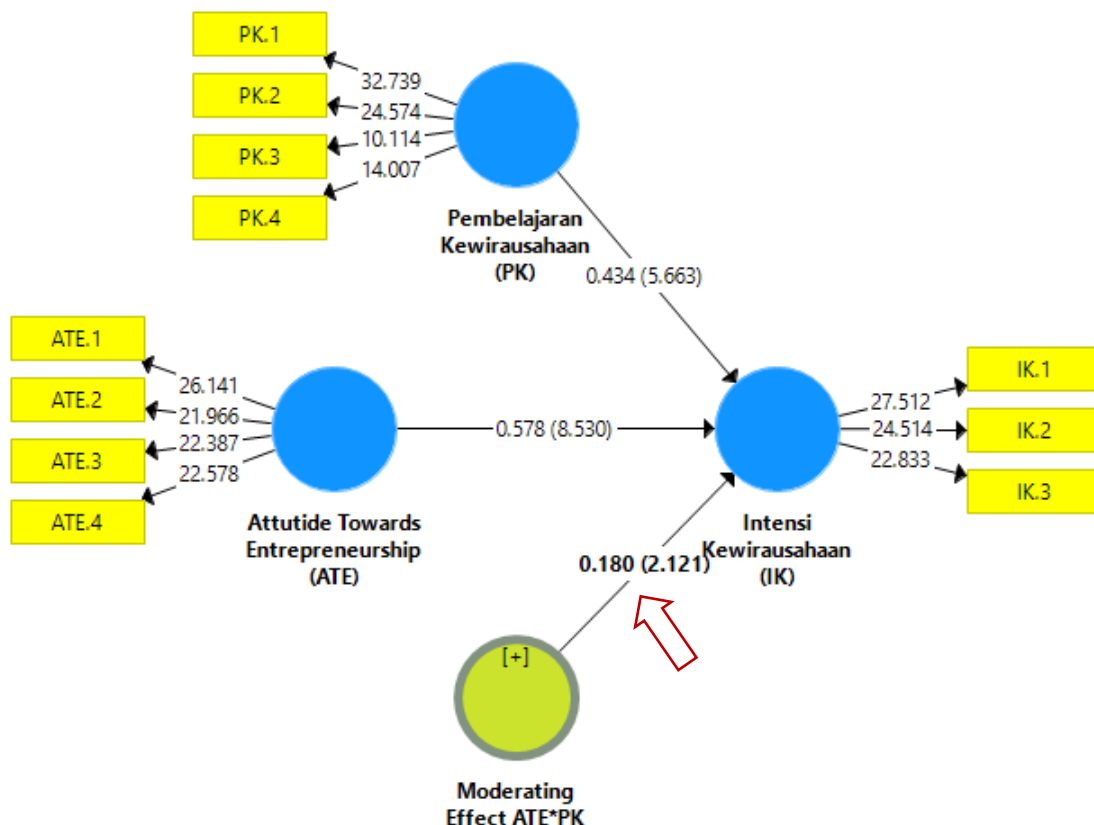 PK.1
PK.2
PK.3
PK.4
32.739
24.574
10.114
14.007
Pembelajaran
Kewirausahaan
(PK)
0.434 (5.663)
ATE.1
ATE.2
ATE.3
ATE.4
26.141
21.966
22.387
22.578
Attutide Towards
Entrepreneurship
(ATE)
0.578 (8.530)
27.512
24.514
22.833
IK.1
IK.2
IK.3
Intensi
Kewirausahaan
(IK)
0.180 (2.121)
[+]
Moderating
Effect ATE*PK